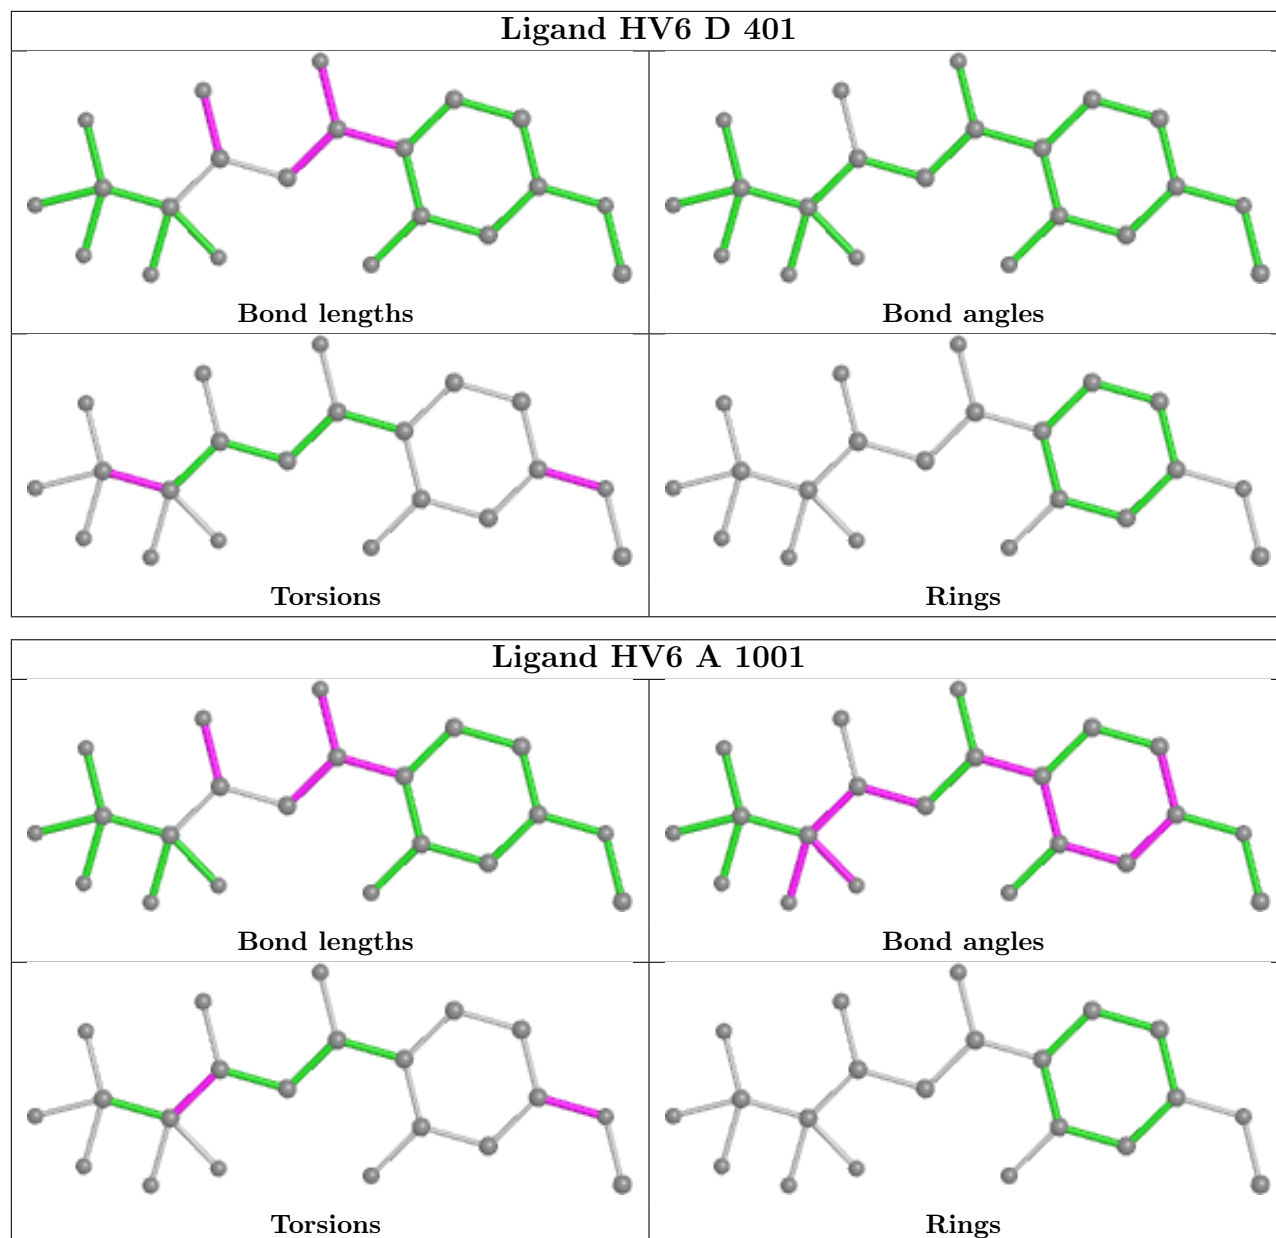 Ligand HV6 D 401
Bond lengths
Bond angles
Torsions
Rings
Ligand HV6 A 1001
Bond lengths
Bond angles
Torsions
Rings